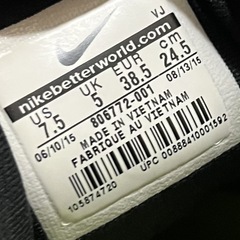 VJ
nikebetterworld.com
US UK EUR cm
7.5 5 38.5 24.5
06/10/15 806772-001 08/13/15
MADE IN VIETNAM
FABRIQUE AU VIETNAM
UPC 00888410001592
105874720